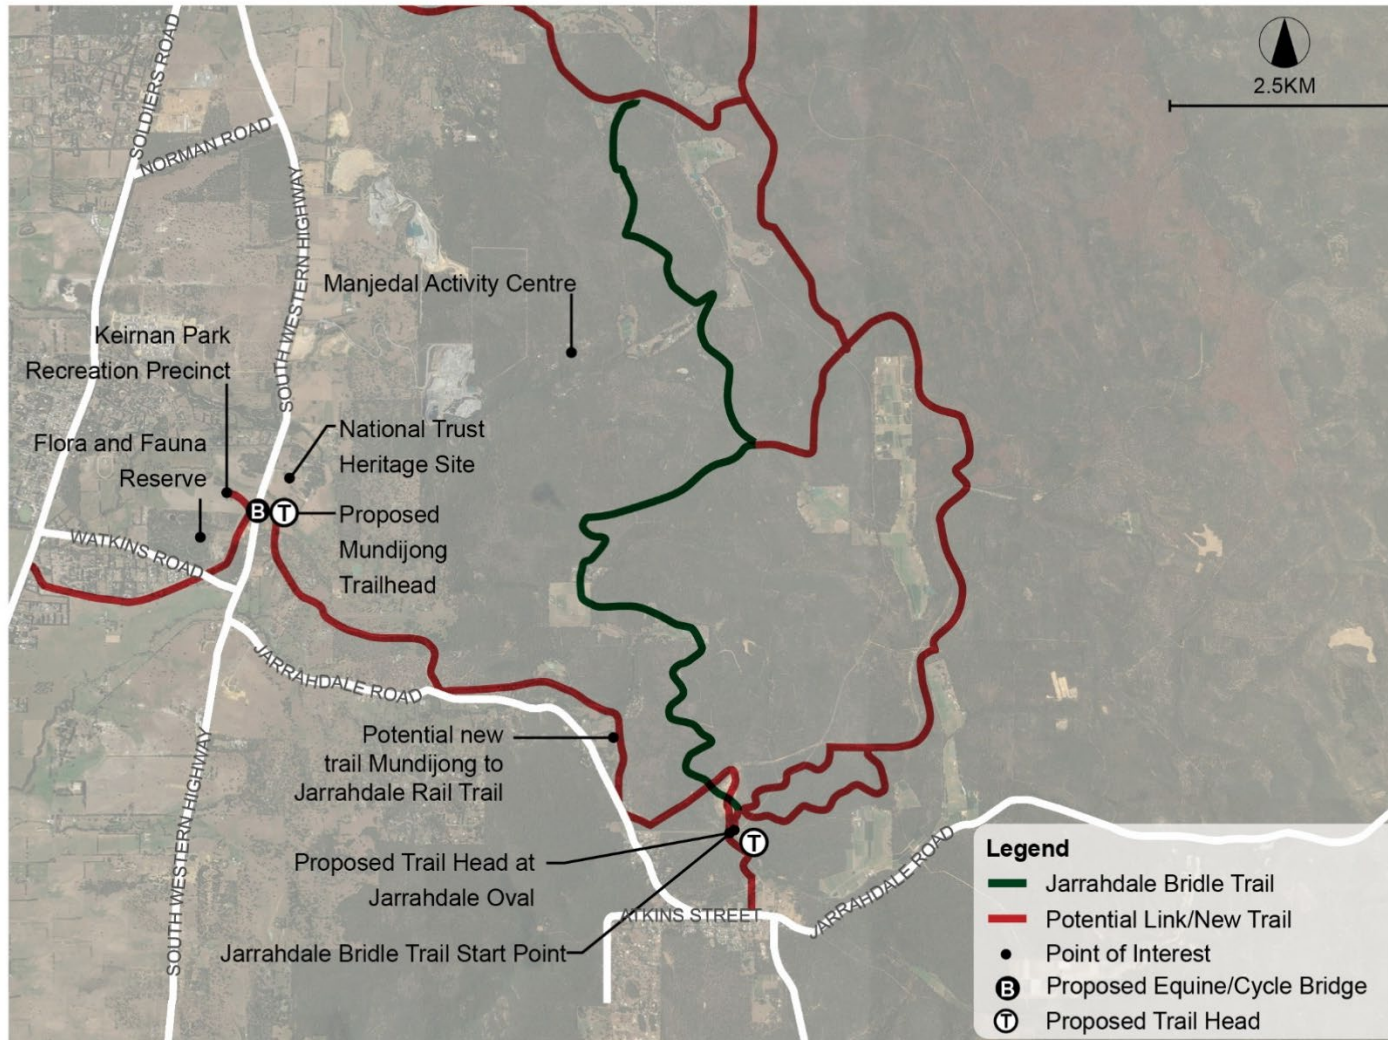 SOLDIERS ROAD
NORMAN ROAD
SOUTH WESTERN HIGHWAY
2.5KM
Manjedal Activity Centre
Keirnan Park
Recreation Precinct
Flora and Fauna
Reserve
National Trust
Heritage Site
B
T
Proposed
Mundijong
Trailhead
WATKINS ROAD
JARRAHDALE ROAD
SOUTH WESTERN HIGHWAY
Potential new
trail Mundijong to
Jarrahdale Rail Trail
Proposed Trail Head at
Jarrahdale Oval
T
Jarrahdale Bridle Trail Start Point
ATKINS STREET
JARRAHDALE ROAD
Legend
Jarrahdale Bridle Trail
Potential Link/New Trail
Point of Interest
B Proposed Equine/Cycle Bridge
T Proposed Trail Head